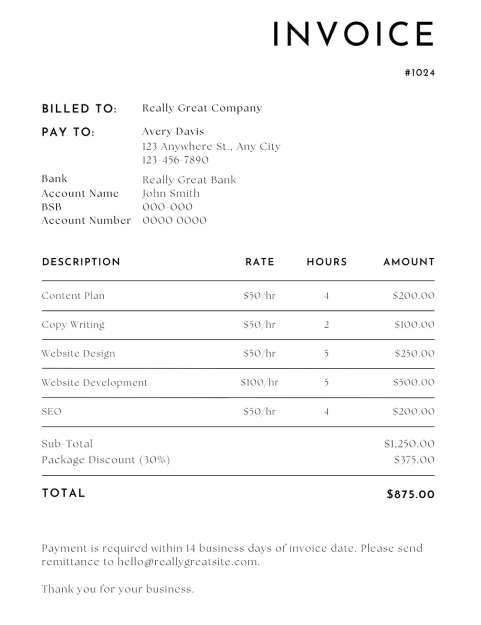 INVOICE
#1024
BILLED TO: Really Great Company
PAY TO: Avery Davis
123 Anywhere St., Any City
123-456-7890
Bank Really Great Bank
Account Name John Smith
BSB 000-000
Account Number 0000 0000
DESCRIPTION RATE HOURS AMOUNT
Content Plan $50/hr 4 $200.00
Copy Writing $50/hr 2 $100.00
Website Design $50/hr 5 $250.00
Website Development $100/hr 5 $500.00
SEO $50/hr 4 $200.00
Sub-Total $1,250.00
Package Discount (30%) $375.00
TOTAL $875.00
Payment is required within 14 business days of invoice date. Please send
remittance to hello@reallygreatsite.com.
Thank you for your business.